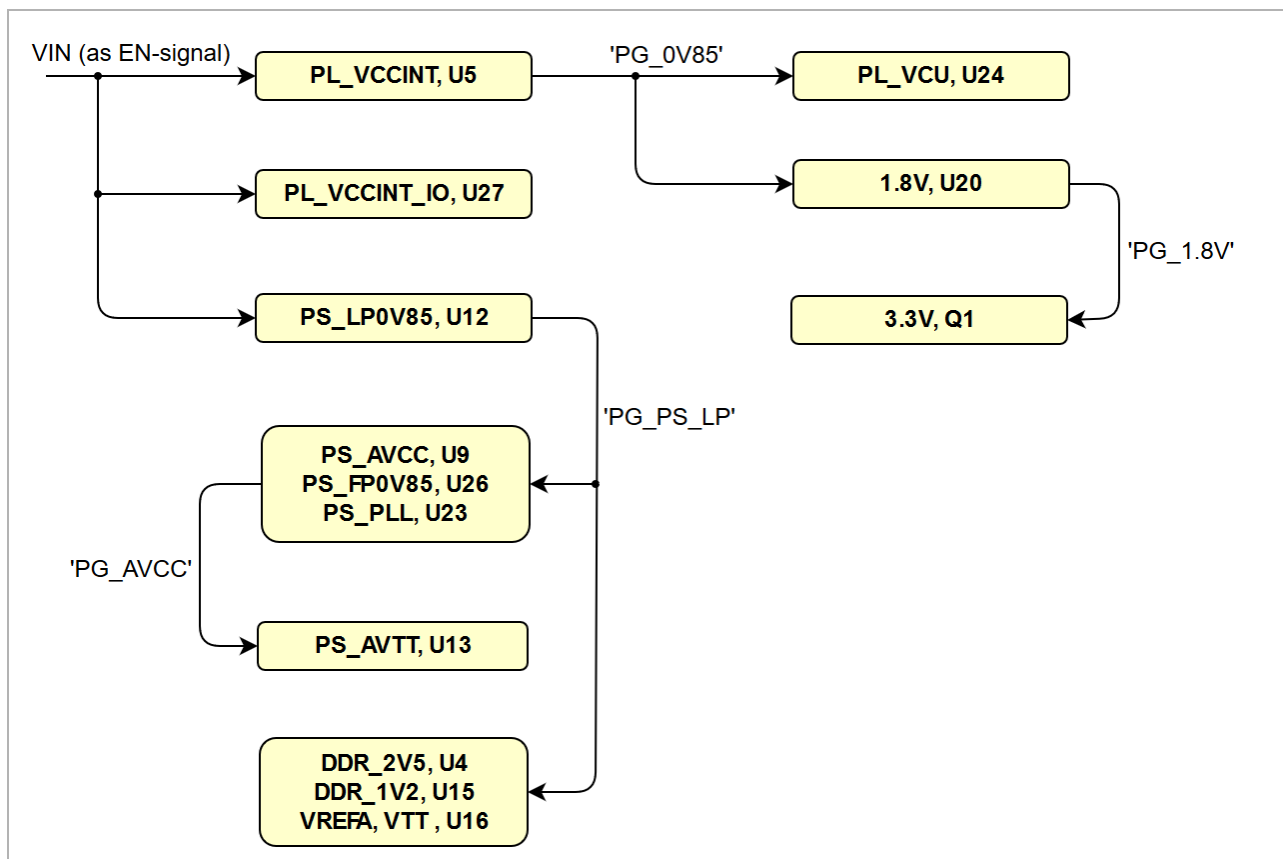 VIN (as EN-signal)
PL_VCCINT, U5
'PG_0V85'
PL_VCU, U24
PL_VCCINT_IO, U27
1.8V, U20
'PG_1.8V'
PS_LP0V85, U12
3.3V, Q1
'PG_PS_LP'
PS_AVCC, U9
PS_FP0V85, U26
PS_PLL, U23
'PG_AVCC'
PS_AVTT, U13
DDR_2V5, U4
DDR_1V2, U15
VREFA, VTT , U16